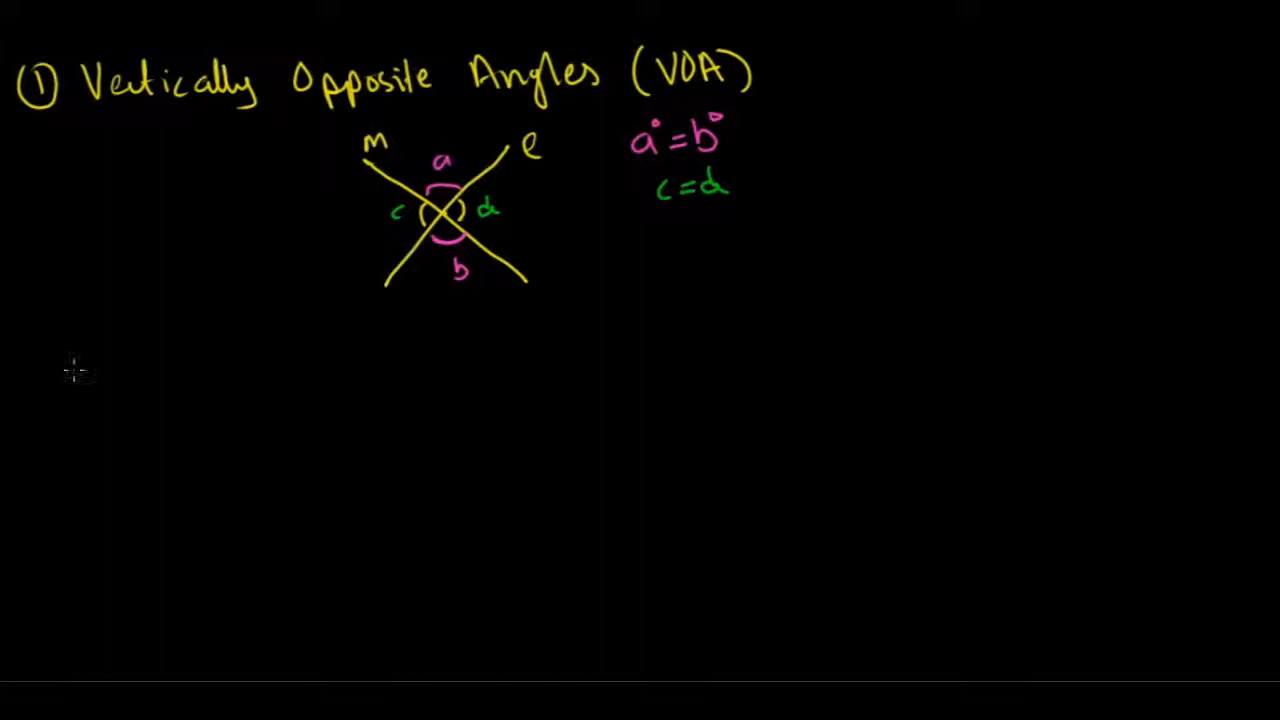 ① Vertically Opposite Angles (VOA)
m l a° = b°
a
c d c = d
b